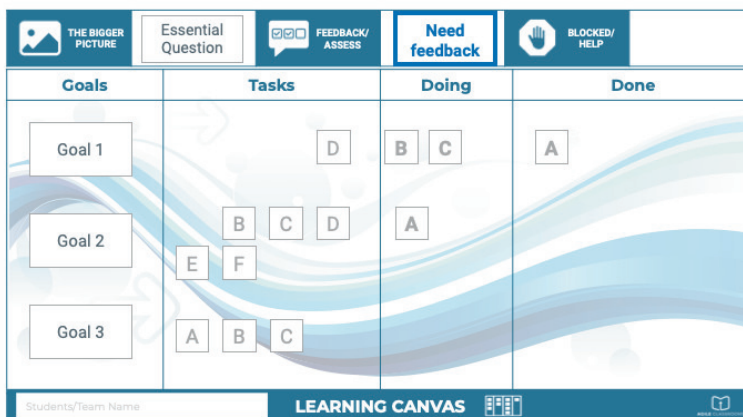 THE BIGGER
PICTURE
Essential
Question
FEEDBACK/
ASSESS
Need
feedback
BLOCKED/
HELP
Goals Tasks Doing Done
Goal 1 D B C A
Goal 2 B C D A
E F
Goal 3 A B C
Students/Team Name LEARNING CANVAS